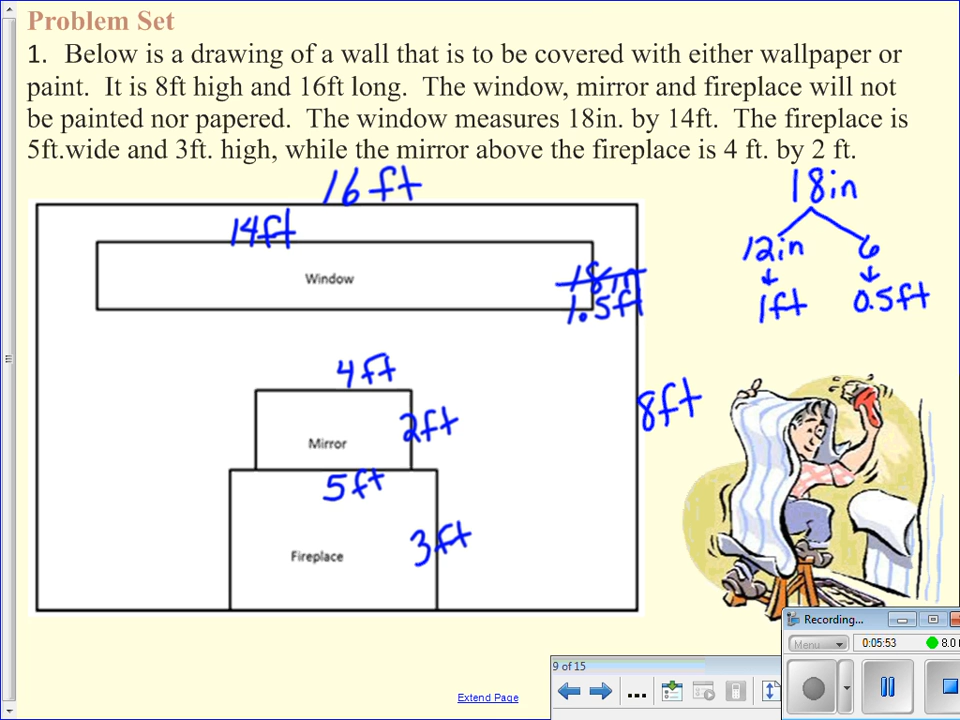 Problem Set
1. Below is a drawing of a wall that is to be covered with either wallpaper or
paint. It is 8ft high and 16ft long. The window, mirror and fireplace will not
be painted nor papered. The window measures 18in. by 14ft. The fireplace is
5ft.wide and 3ft. high, while the mirror above the fireplace is 4 ft. by 2 ft.
16ft
18in
14ft
12in 6
Window
18in
1.5ft
1ft 0.5ft
4ft
8ft
2ft
Mirror
5ft
3ft
Fireplace
Recording...
Menu
0:05:53
8.0
9 of 15
Extend Page